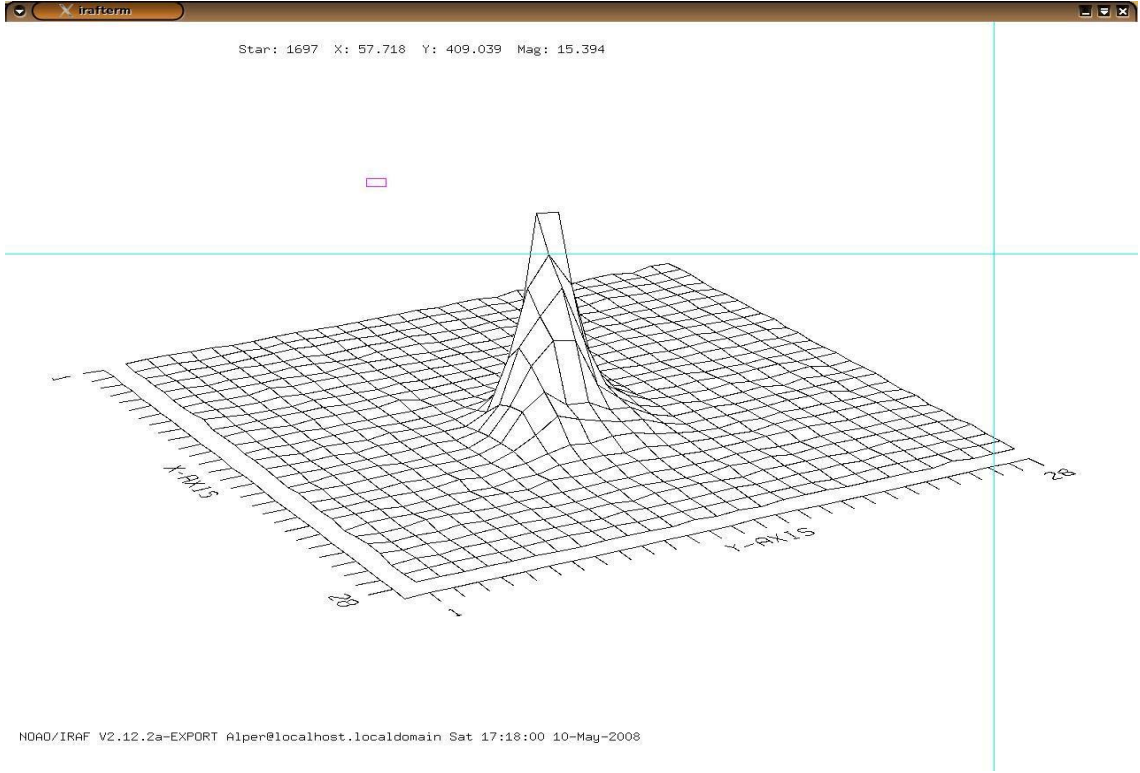 irafterm
Star: 1697 X: 57.718 Y: 409.039 Mag: 15.394
1
X-AXIS
28
1
Y-AXIS
28
NOAO/IRAF V2.12.2a-EXPORT Alper@localhost.localdomain Sat 17:18:00 10-May-2008